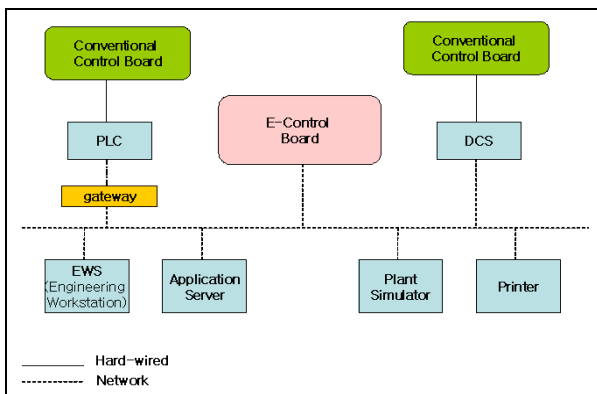 Conventional
Control Board
Conventional
Control Board
E-Control
Board
PLC
DCS
gateway
EWS
(Engineering
Workstation)
Application
Server
Plant
Simulator
Printer
Hard-wired
Network